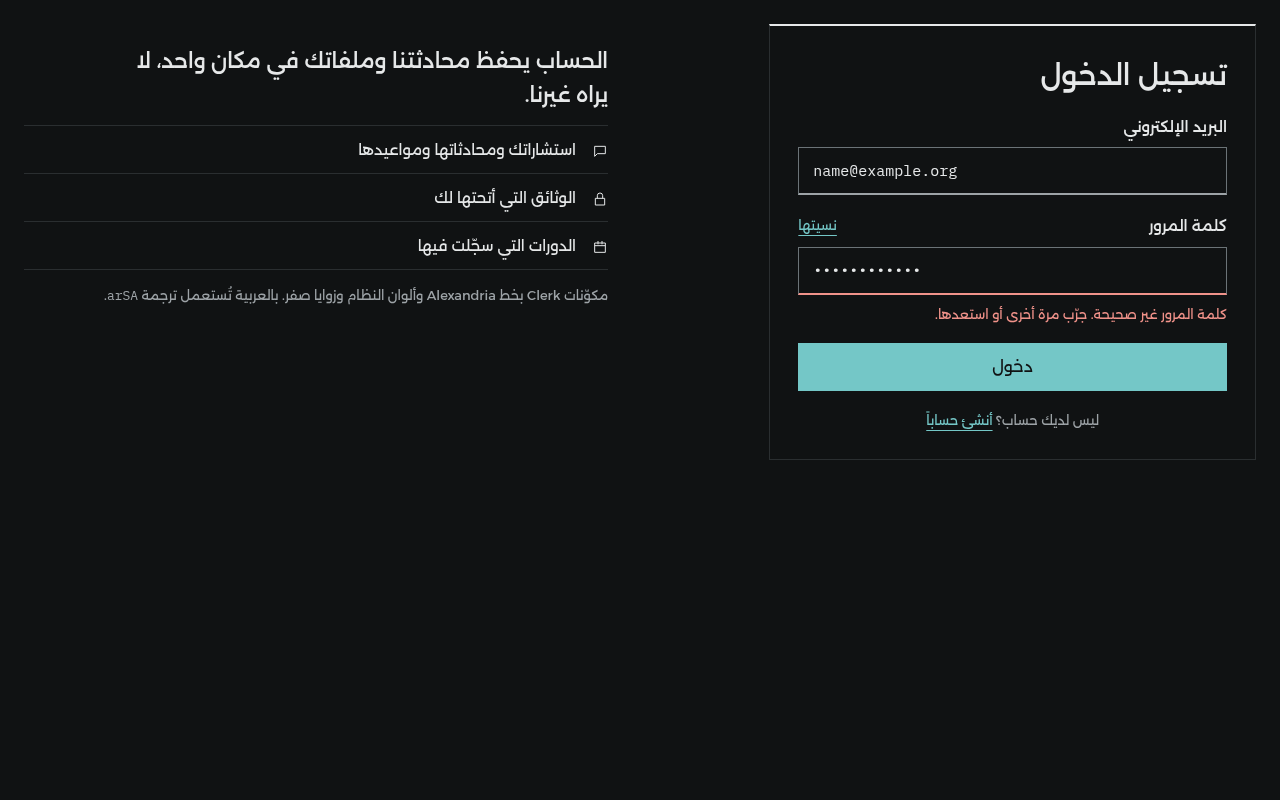 تسجيل الدخول
البريد الإلكتروني
name@example.org
كلمة المرور
نسيتها
••••••••••••
كلمة المرور غير صحيحة. جرّب مرة أخرى أو استعدها.
دخول
ليس لديك حساب؟ أنشئ حساباً
الحساب يحفظ محادثتنا وملفاتك في مكان واحد، لا
يراه غيرنا.
استشاراتك ومحادثاتها ومواعيدها
الوثائق التي أتحتها لك
الدورات التي سجّلت فيها
مكوّنات Clerk بخط Alexandria وألوان النظام وزوايا صفر. بالعربية تُستعمل ترجمة arSA.